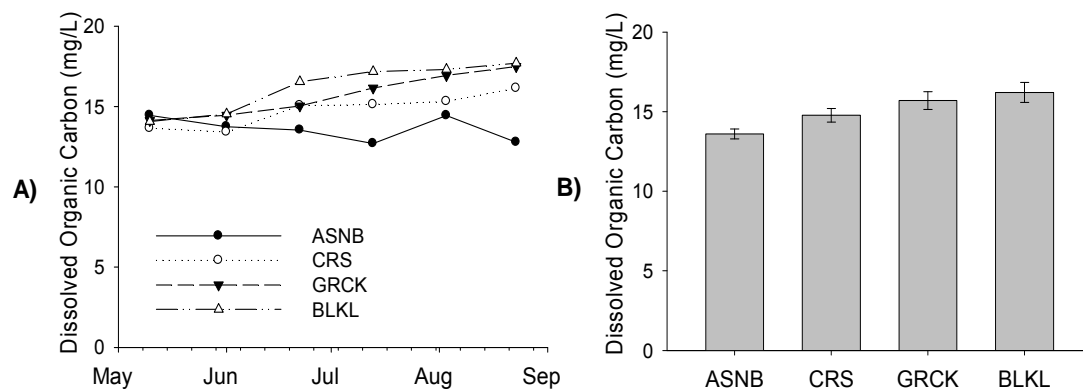 A)
Dissolved Organic Carbon (mg/L)
20
15
10
5
0
May Jun Jul Aug Sep
ASNB
CRS
GRCK
BLKL
B)
Dissolved Organic Carbon (mg/L)
20
15
10
5
0
ASNB CRS GRCK BLKL